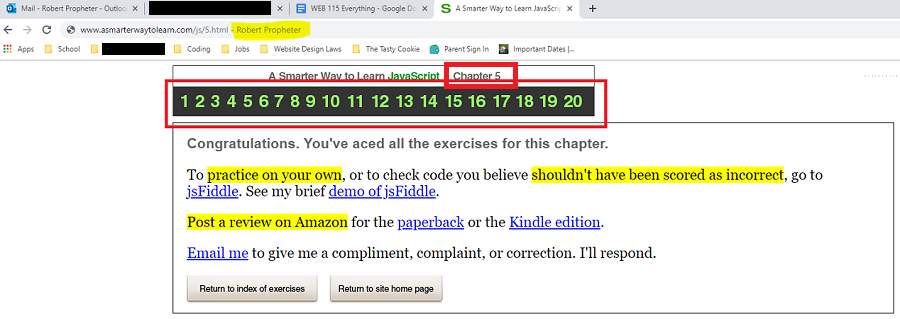 Mail - Robert Propheter - Outloo
WEB 115 Everything - Google Do
A Smarter Way to Learn JavaScrip
www.asmarterwaytolearn.com/js/5.html - Robert Propheter
Apps School Coding Jobs Website Design Laws The Tasty Cookie Parent Sign In Important Dates |...
A Smarter Way to Learn JavaScript Chapter 5
1 2 3 4 5 6 7 8 9 10 11 12 13 14 15 16 17 18 19 20
Congratulations. You've aced all the exercises for this chapter.
To practice on your own, or to check code you believe shouldn't have been scored as incorrect, go to
jsFiddle. See my brief demo of jsFiddle.
Post a review on Amazon for the paperback or the Kindle edition.
Email me to give me a compliment, complaint, or correction. I'll respond.
Return to index of exercises
Return to site home page